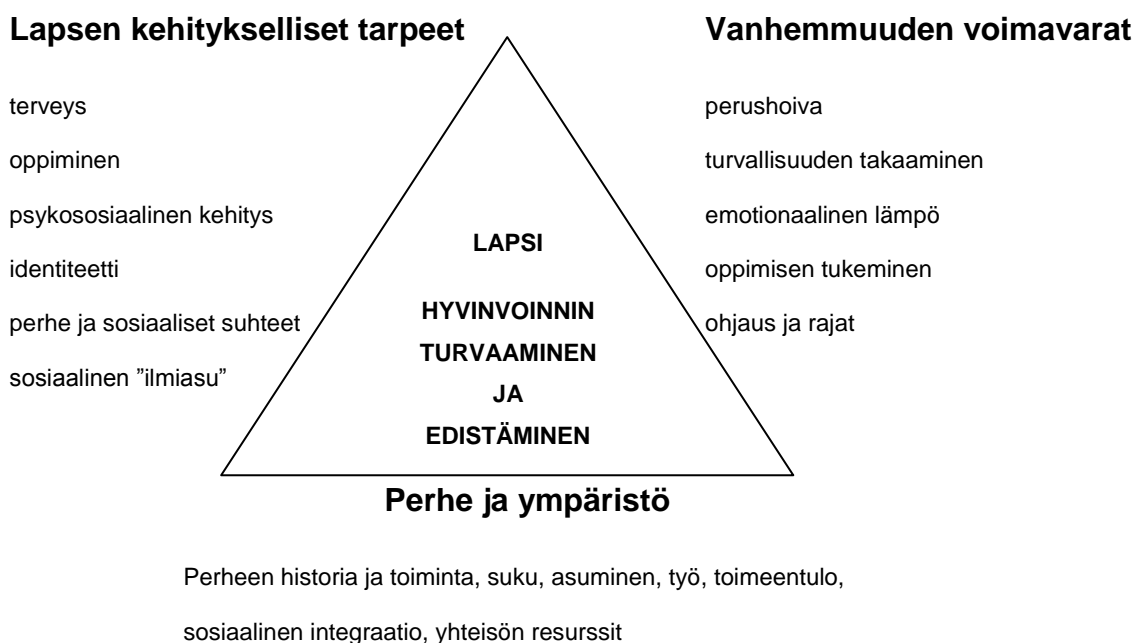 Lapsen kehitykselliset tarpeet
terveys
oppiminen
psykososiaalinen kehitys
identiteetti
perhe ja sosiaaliset suhteet
sosiaalinen ”ilmiasu”
Vanhemmuuden voimavarat
perushoiva
turvallisuuden takaaminen
emotionaalinen lämpö
oppimisen tukeminen
ohjaus ja rajat
LAPSI
HYVINVOINNIN
TURVAAMINEN
JA
EDISTÄMINEN
Perhe ja ympäristö
Perheen historia ja toiminta, suku, asuminen, työ, toimeentulo,
sosiaalinen integraatio, yhteisön resurssit